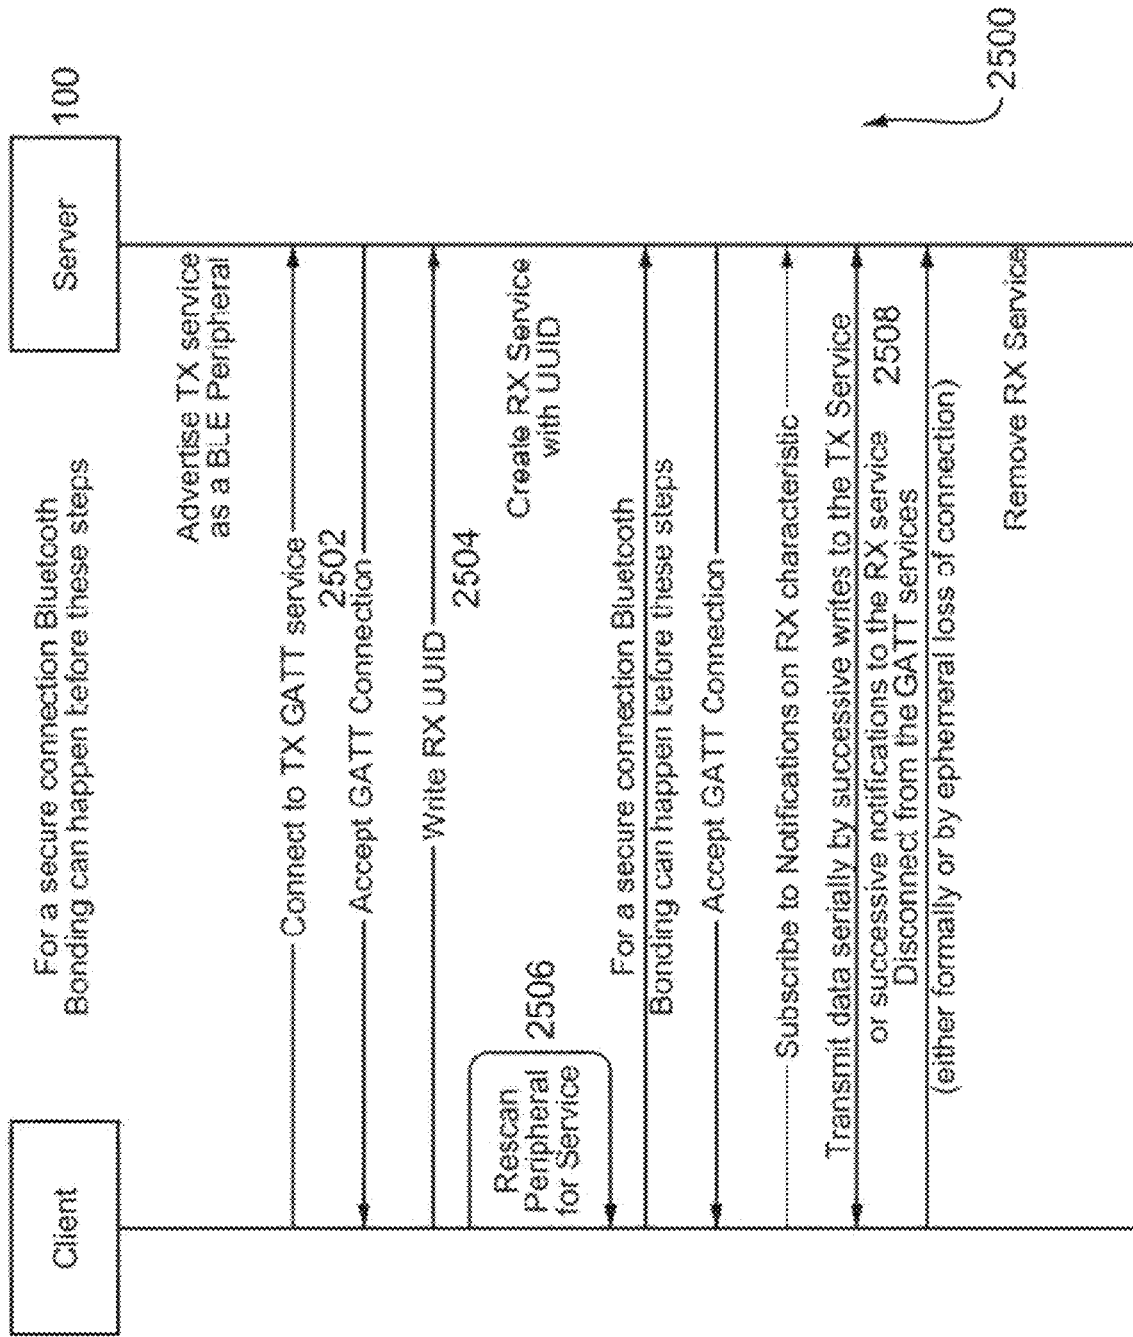 Client
Server
100
For a secure connection Bluetooth
Bonding can happen before these steps
Advertise TX service
as a BLE Peripheral
Connect to TX GATT service
2502
Accept GATT Connection
Write RX UUID
2504
Rescan
Peripheral
for Service
2506
Create RX Service
with UUID
For a secure connection Bluetooth
Bonding can happen before these steps
Accept GATT Connection
Subscribe to Notifications on RX characteristic
Transmit data serially by successive writes to the TX Service
or successive notifications to the RX service
2508
Disconnect from the GATT services
(either formally or by ephemeral loss of connection)
Remove RX Service
2500